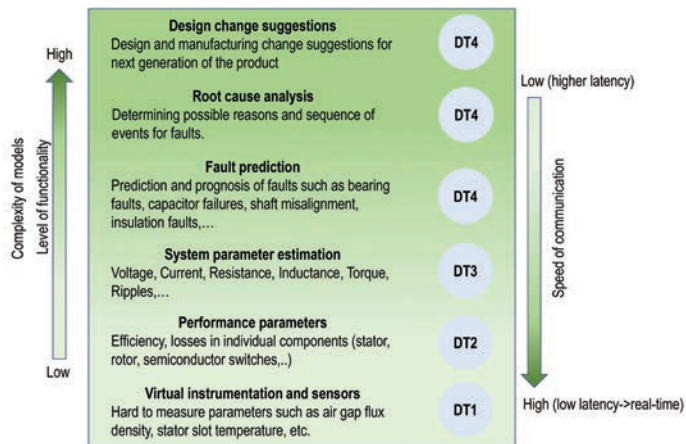 Design change suggestions
Design and manufacturing change suggestions for
next generation of the product
DT4
Root cause analysis
Determining possible reasons and sequence of
events for faults.
DT4
Fault prediction
Prediction and prognosis of faults such as bearing
faults, capacitor failures, shaft misalignment,
insulation faults,...
DT4
System parameter estimation
Voltage, Current, Resistance, Inductance, Torque,
Ripples,...
DT3
Performance parameters
Efficiency, losses in individual components (stator,
rotor, semiconductor switches,..)
DT2
Virtual instrumentation and sensors
Hard to measure parameters such as air gap flux
density, stator slot temperature, etc.
DT1
High
Complexity of models
Level of functionality
Low
Low (higher latency)
Speed of communication
High (low latency->real-time)